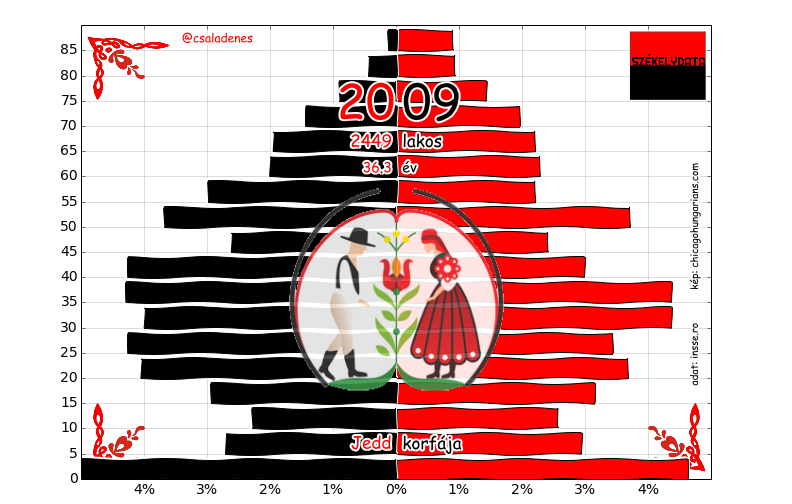 @csaladenes
SZÉKELYDATA
2009
2449 lakos
36.3 év
kép: chicagohungarians.com
adat: insse.ro
Jedd korfája
85
80
75
70
65
60
55
50
45
40
35
30
25
20
15
10
5
0
4% 3% 2% 1% 0% 1% 2% 3% 4%